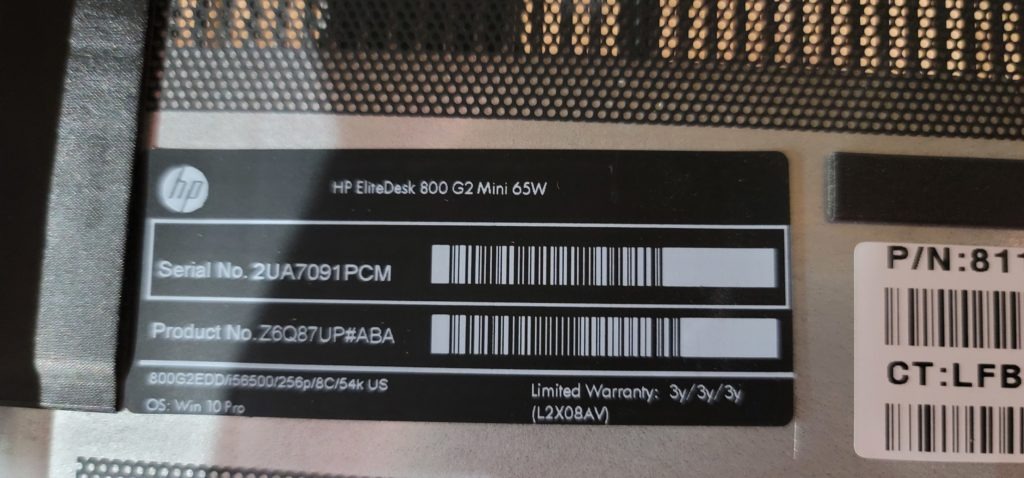 hp
HP EliteDesk 800 G2 Mini 65W
Serial No. 2UA7091PCM
Product No.Z6Q87UP#ABA
800G2EDD/i56500/256p/8C/54k US
OS: Win 10 Pro
Limited Warranty: 3y/3y/3y
(L2X08AV)
P/N:811
CT:LFB